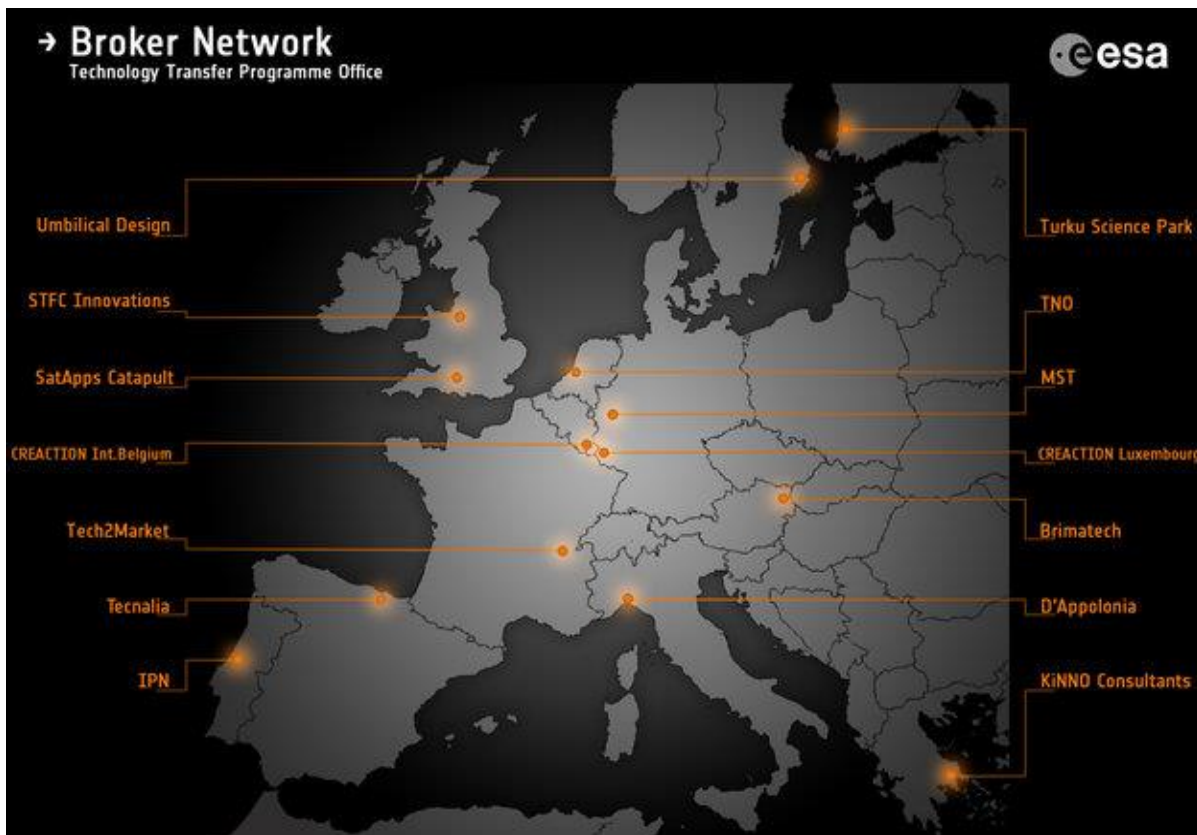 → Broker Network
Technology Transfer Programme Office
esa
Umbilical Design
STFC Innovations
SatApps Catapult
CREACTION Int.Belgium
Tech2Market
Tecnalia
IPN
Turku Science Park
TNO
MST
CREACTION Luxembourg
Brimatech
D'Appolonia
KiNNO Consultants